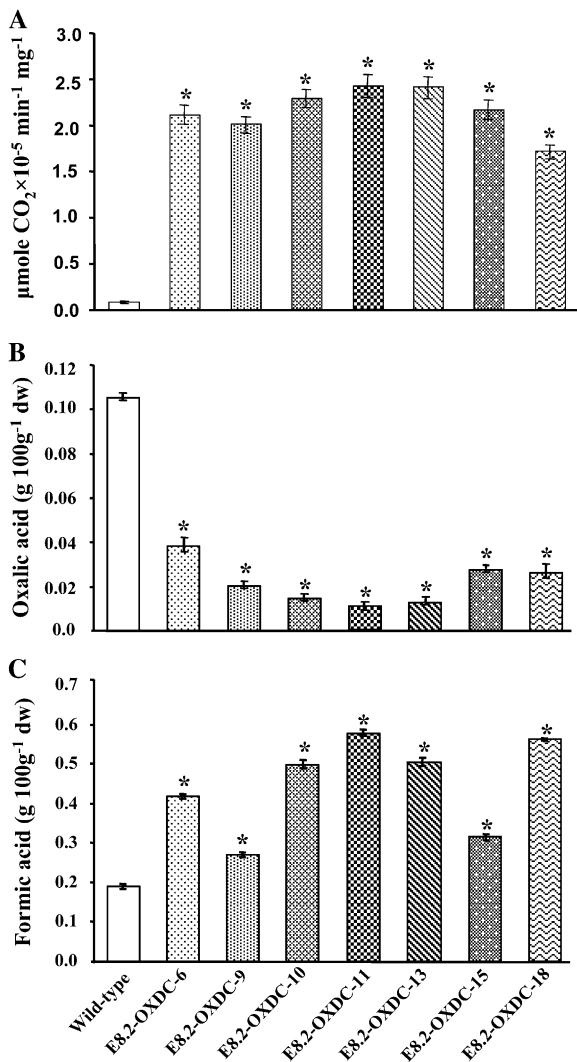 A
μmole CO₂×10⁻⁵ min⁻¹ mg⁻¹
3.0
2.5
2.0
1.5
1.0
0.5
0.0
* * * * * * *
B
Oxalic acid (g 100g⁻¹ dw)
0.12
0.10
0.08
0.06
0.04
0.02
0.0
* * * * * * *
C
Formic acid (g 100g⁻¹ dw)
0.7
0.6
0.5
0.4
0.3
0.2
0.1
0.0
* * * * * * *
Wild-type
E8.2-OXDC-6
E8.2-OXDC-9
E8.2-OXDC-10
E8.2-OXDC-11
E8.2-OXDC-13
E8.2-OXDC-15
E8.2-OXDC-18